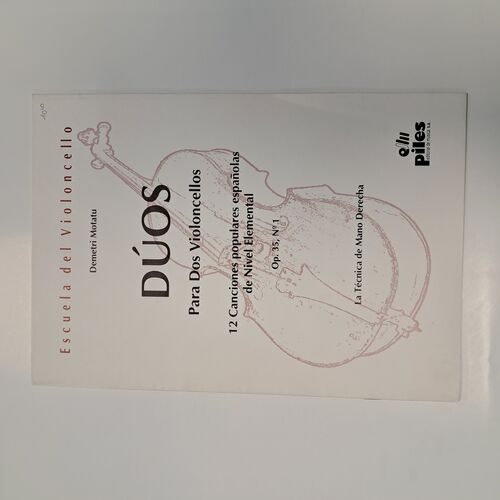 Escuela del Violoncello
Demetri Motatu
DÚOS
Para Dos Violoncellos
12 Canciones populares españolas
de Nivel Elemental
Op. 35, Nº 1
La Técnica de Mano Derecha
piles